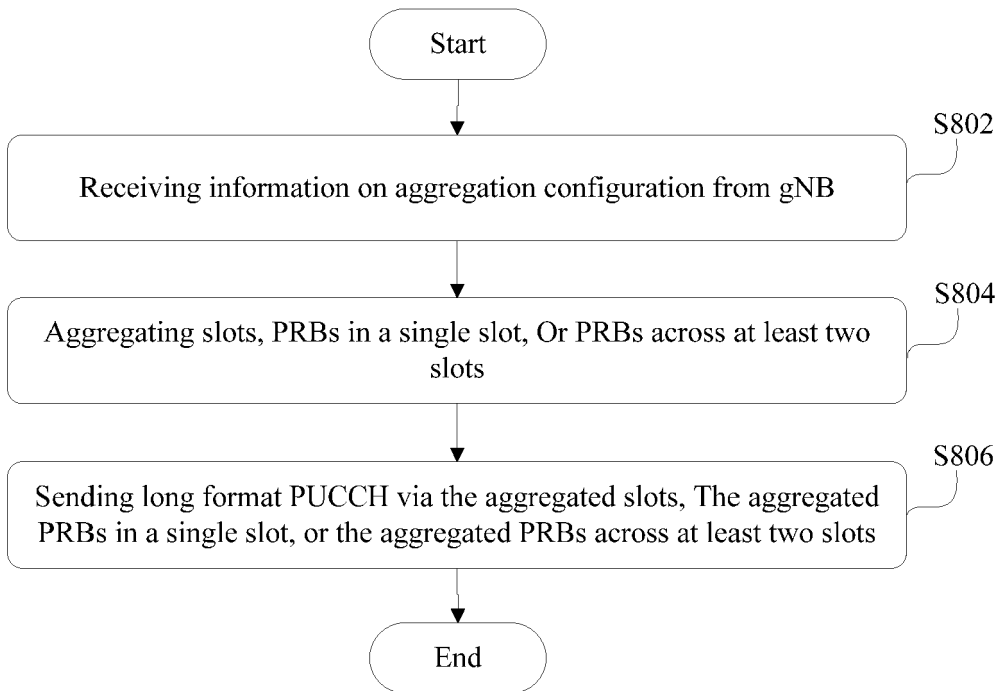 Start
S802
Receiving information on aggregation configuration from gNB
S804
Aggregating slots, PRBs in a single slot, Or PRBs across at least two
slots
S806
Sending long format PUCCH via the aggregated slots, The aggregated
PRBs in a single slot, or the aggregated PRBs across at least two slots
End